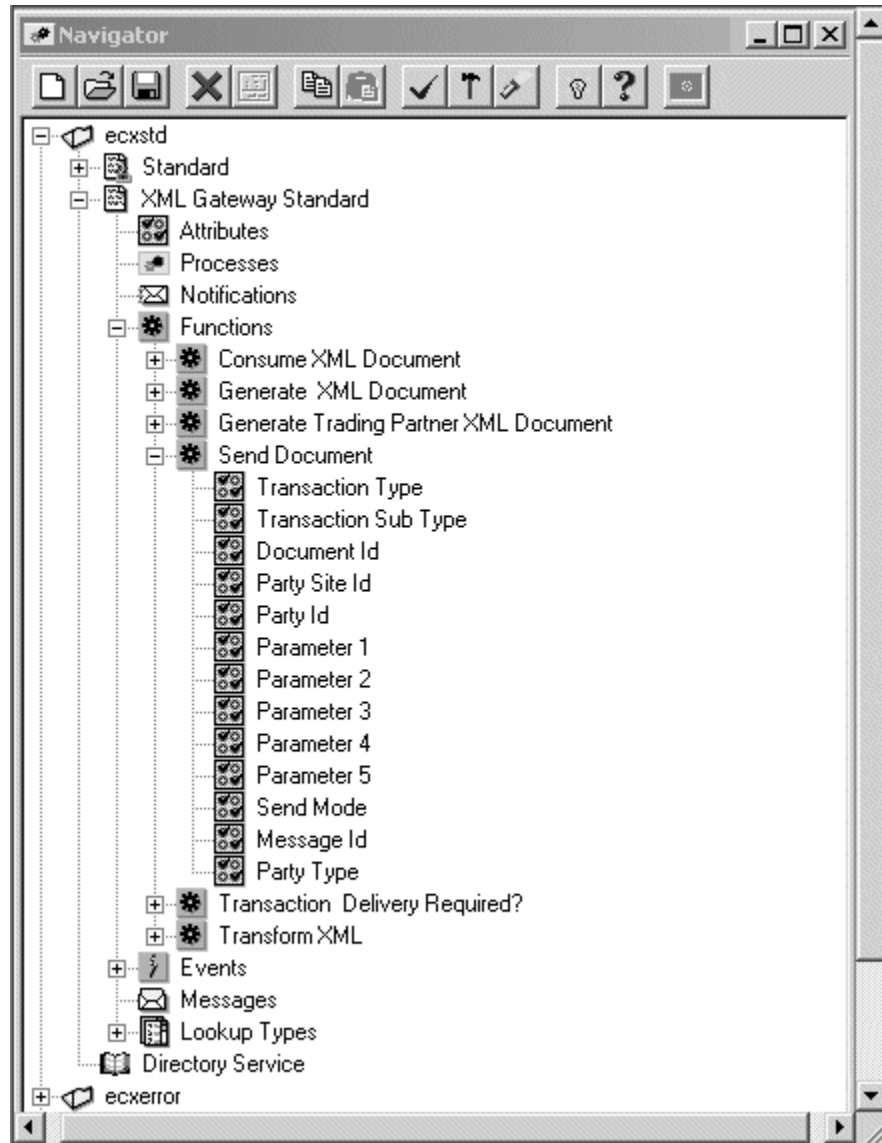 Navigator
ecxstd
Standard
XML Gateway Standard
Attributes
Processes
Notifications
Functions
Consume XML Document
Generate XML Document
Generate Trading Partner XML Document
Send Document
Transaction Type
Transaction Sub Type
Document Id
Party Site Id
Party Id
Parameter 1
Parameter 2
Parameter 3
Parameter 4
Parameter 5
Send Mode
Message Id
Party Type
Transaction Delivery Required?
Transform XML
Events
Messages
Lookup Types
Directory Service
ecxerror